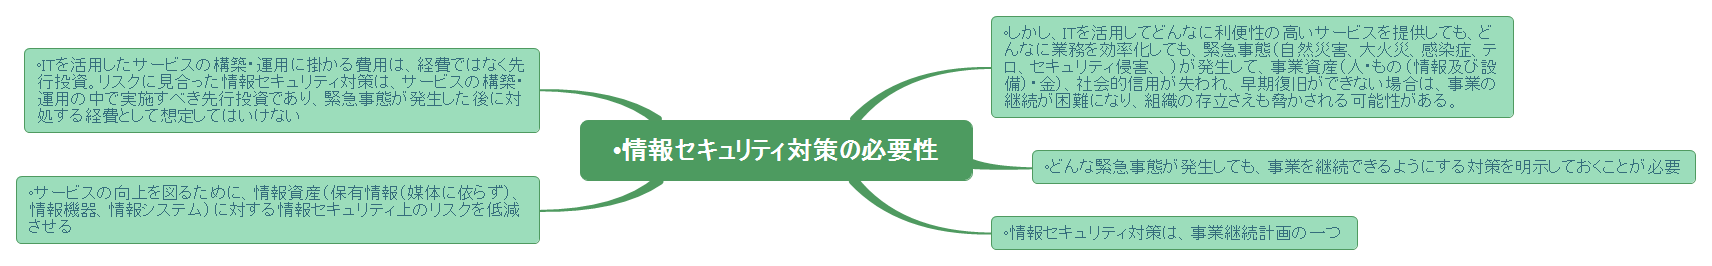 •情報セキュリティ対策の必要性
•しかし、ITを活用してどんなに利便性の高いサービスを提供しても、ど
んなに業務を効率化しても、緊急事態（自然災害、大火災、感染症、テ
ロ、セキュリティ侵害、、）が発生して、事業資産（人・もの（情報及び設
備）・金）、社会的信用が失われ、早期復旧ができない場合は、事業の
継続が困難になり、組織の存立さえも脅かされる可能性がある。
•どんな緊急事態が発生しても、事業を継続できるようにする対策を明示しておくことが必要
•情報セキュリティ対策は、事業継続計画の一つ
•ITを活用したサービスの構築・運用に掛かる費用は、経費ではなく先
行投資。リスクに見合った情報セキュリティ対策は、サービスの構築・
運用の中で実施すべき先行投資であり、緊急事態が発生した後に対
処する経費として想定してはいけない
•サービスの向上を図るために、情報資産（保有情報（媒体に依らず）、
情報機器、情報システム）に対する情報セキュリティ上のリスクを低減
させる